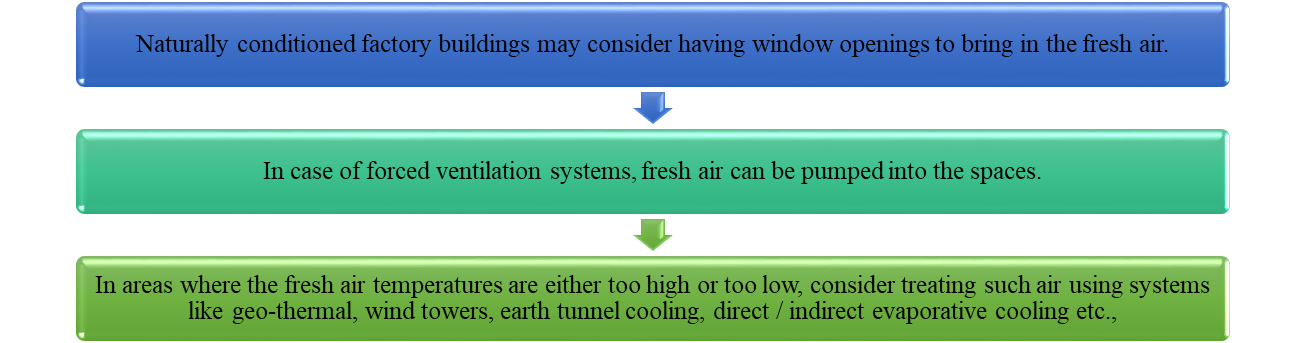 Naturally conditioned factory buildings may consider having window openings to bring in the fresh air.
In case of forced ventilation systems, fresh air can be pumped into the spaces.
In areas where the fresh air temperatures are either too high or too low, consider treating such air using systems
like geo-thermal, wind towers, earth tunnel cooling, direct / indirect evaporative cooling etc.,